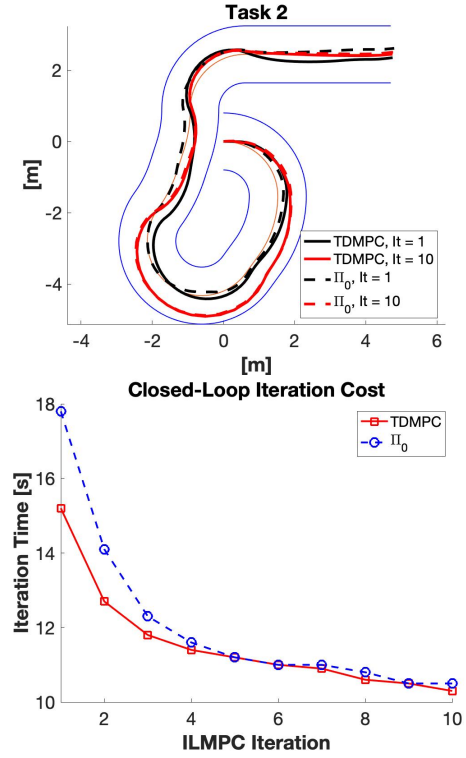 Task 2
2
0
-2
-4
[m]
-4 -2 0 2 4 6
[m]
TDMPC, It = 1
TDMPC, It = 10
Π₀, It = 1
Π₀, It = 10
Closed-Loop Iteration Cost
18
16
14
12
10
Iteration Time [s]
TDMPC
Π₀
2 4 6 8 10
ILMPC Iteration